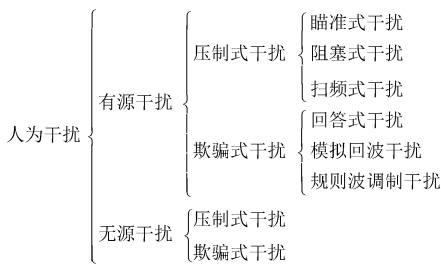 人为干扰
有源干扰
压制式干扰
瞄准式干扰
阻塞式干扰
扫频式干扰
欺骗式干扰
回答式干扰
模拟回波干扰
规则波调制干扰
无源干扰
压制式干扰
欺骗式干扰